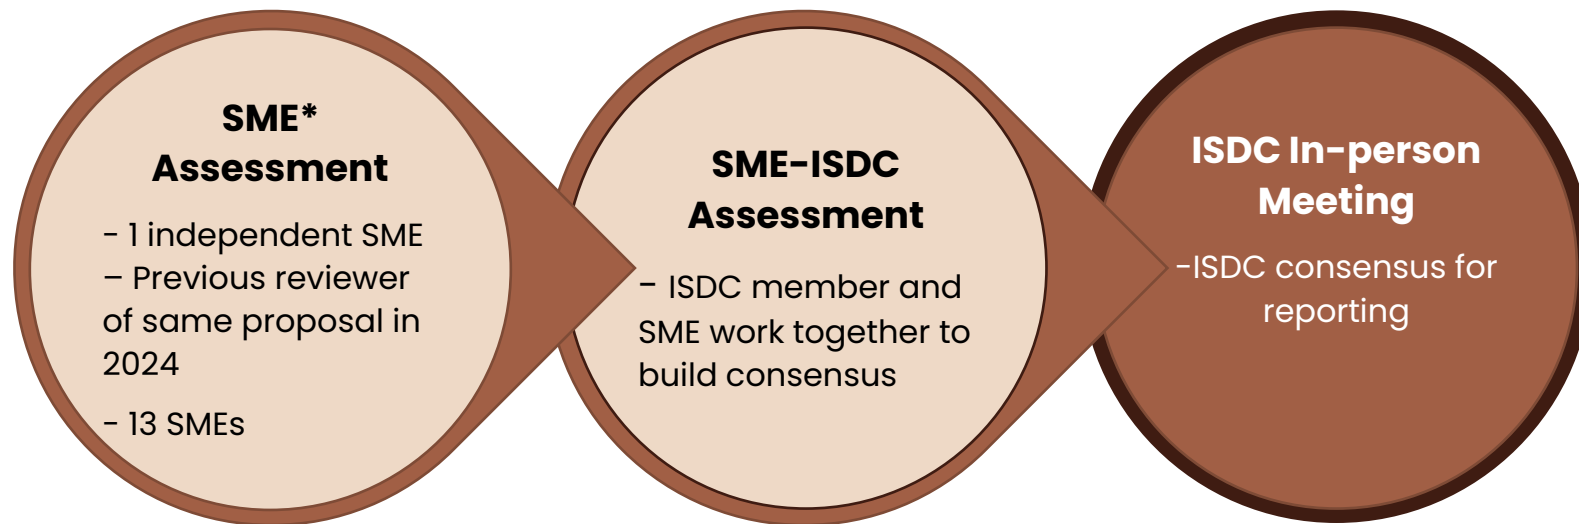 SME*
Assessment
- 1 independent SME
– Previous reviewer
of same proposal in
2024
- 13 SMEs
SME-ISDC
Assessment
- ISDC member and
SME work together to
build consensus
ISDC In-person
Meeting
-ISDC consensus for
reporting